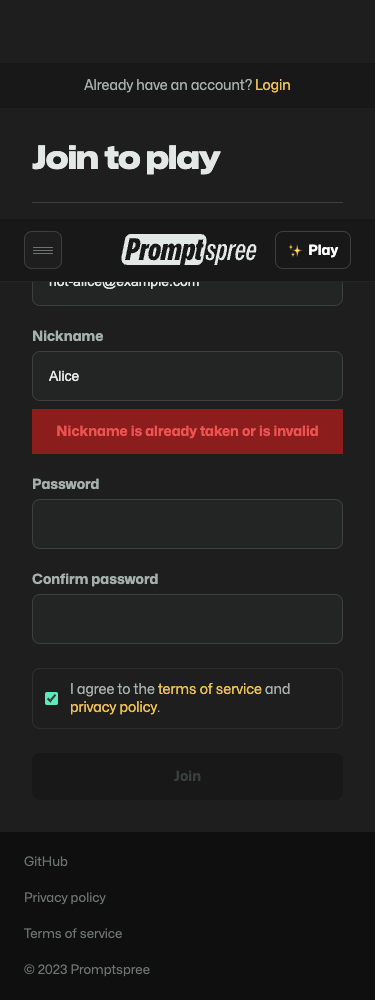 Already have an account? Login
Join to play
Promptspree
✨ Play
not-alice@example.com
Nickname
Alice
Nickname is already taken or is invalid
Password
Confirm password
I agree to the terms of service and
privacy policy.
Join
GitHub
Privacy policy
Terms of service
© 2023 Promptspree